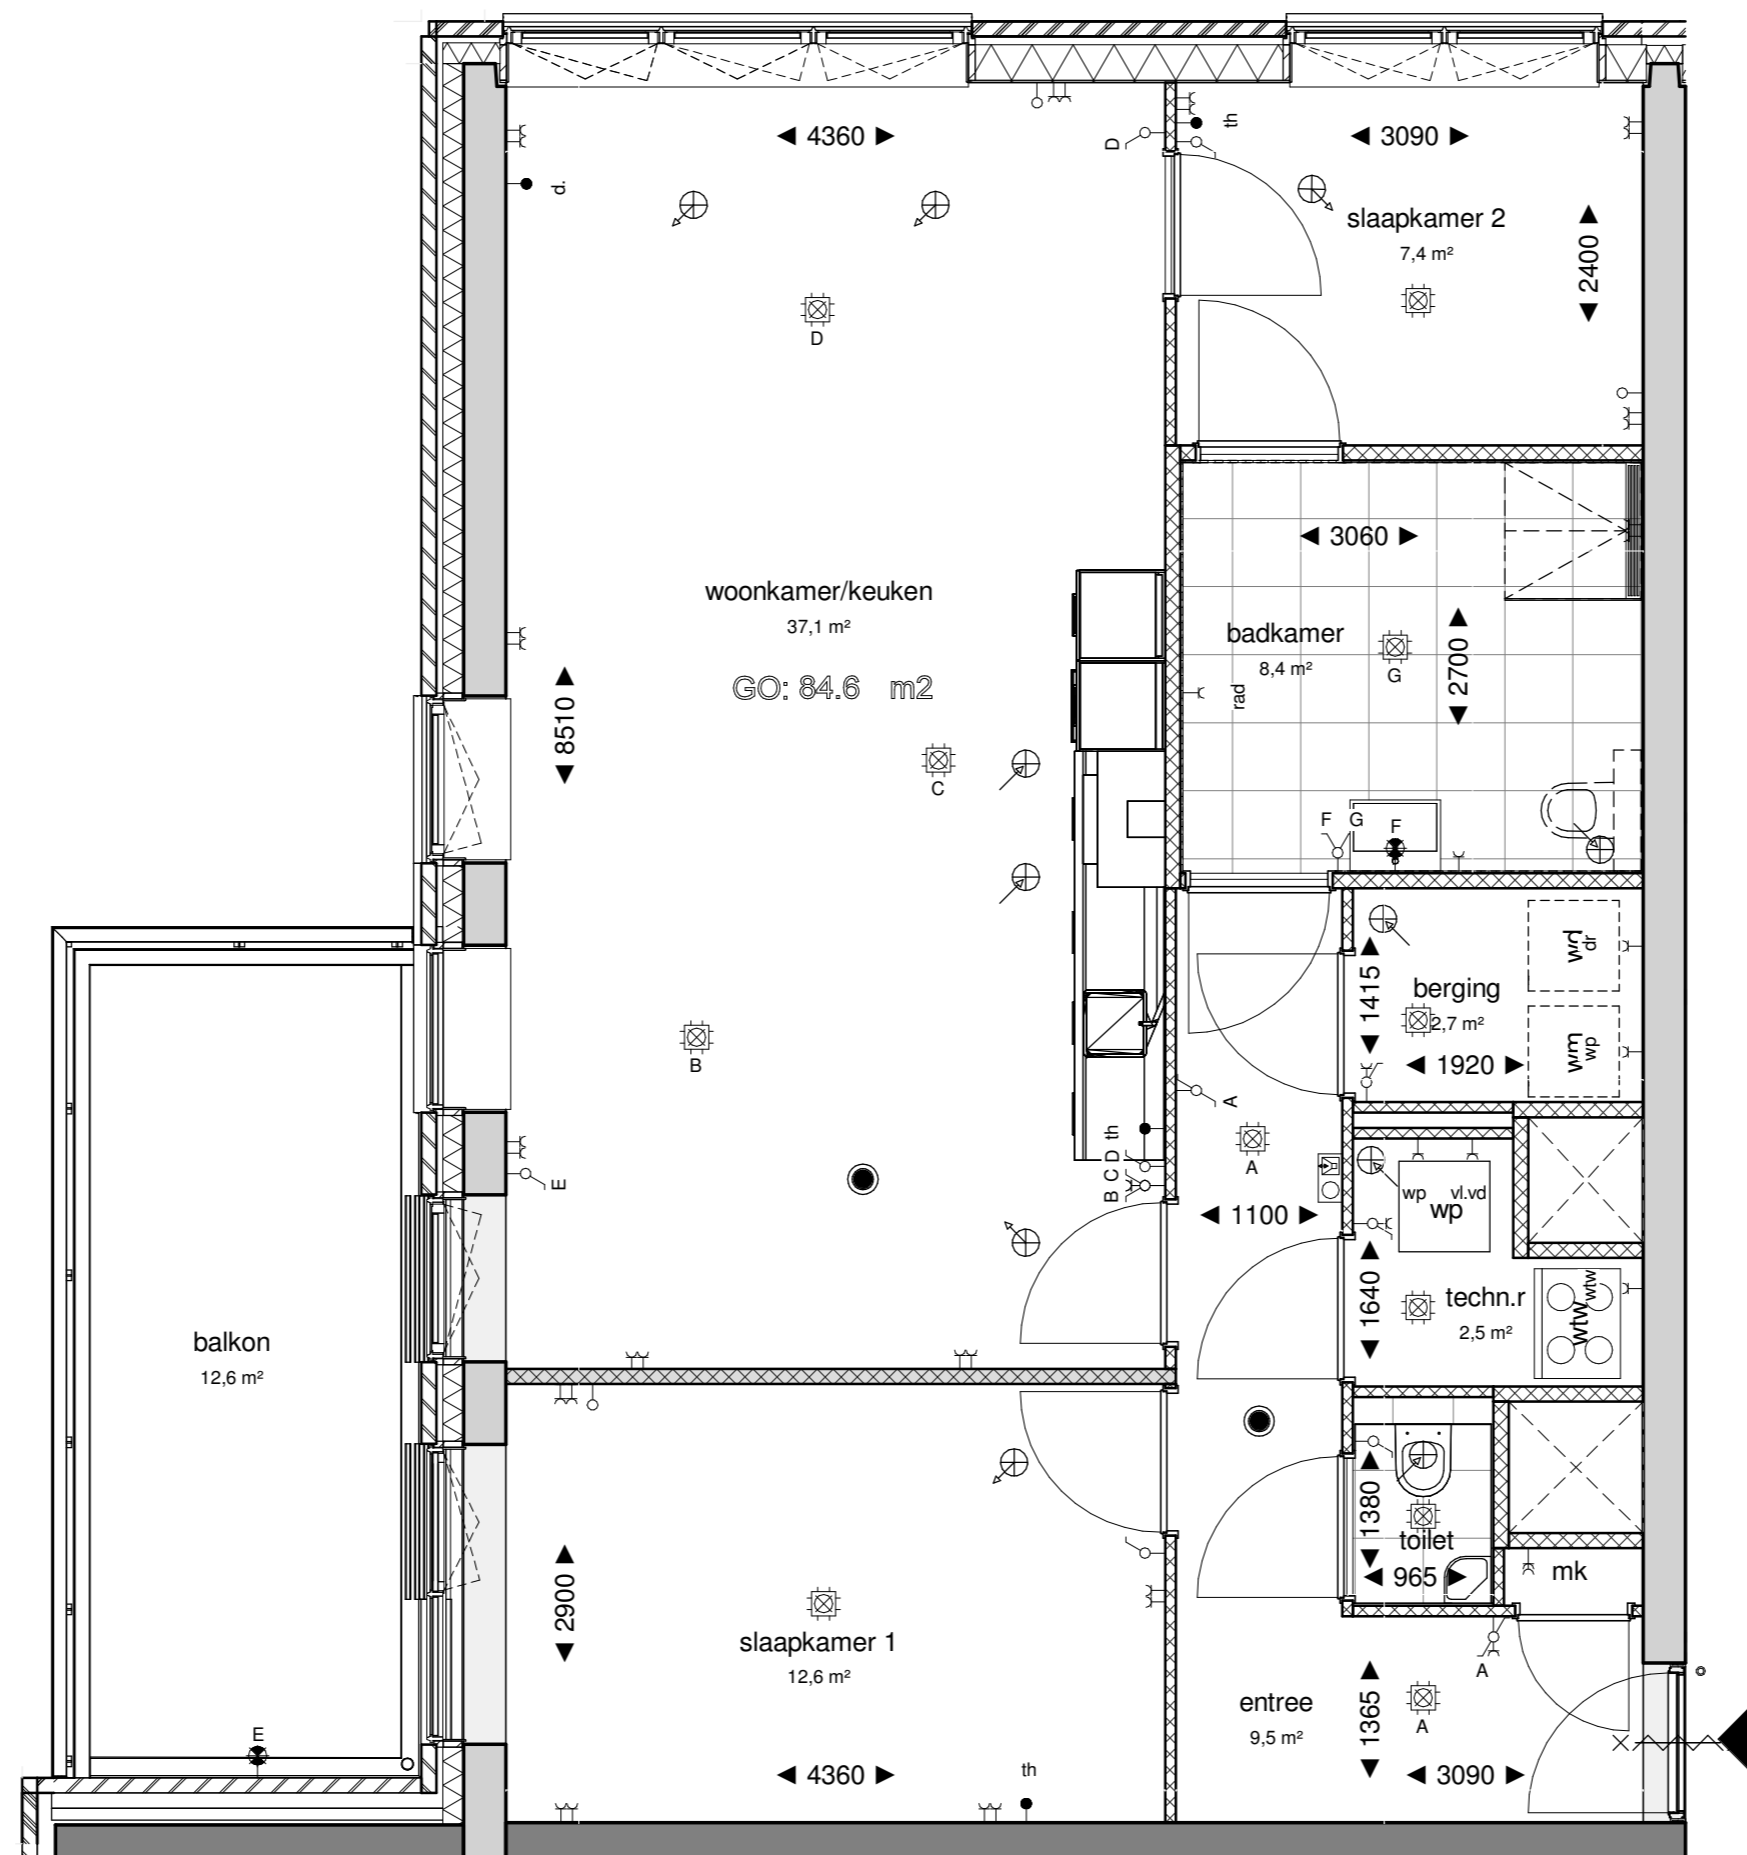 4360
3090
th
D
d.
slaapkamer 2
7,4 m²
2400
D
3060
woonkamer/keuken
37,1 m²
badkamer
8,4 m²
G
2700
GO: 84.6 m2
rad
8510
C
F G F
wd
dr
1415
berging
2,7 m²
wm
wp
1920
B
A
A
B C D th
E
wp vl.vd
wp
1100
1640
techn.r
2,5 m²
wtw
wtw
balkon
12,6 m²
1380
toilet
965
mk
2900
slaapkamer 1
12,6 m²
A
entree
9,5 m²
1365
A
E
4360
th
3090